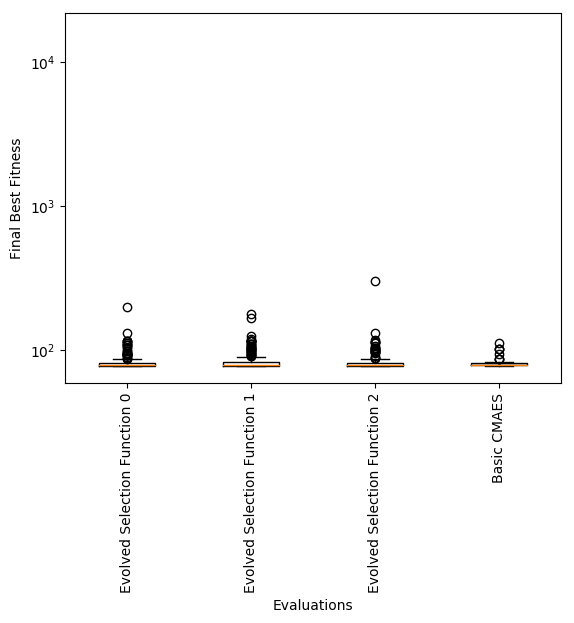 Final Best Fitness
10^4
10^3
10^2
Evolved Selection Function 0
Evolved Selection Function 1
Evolved Selection Function 2
Basic CMAES
Evaluations